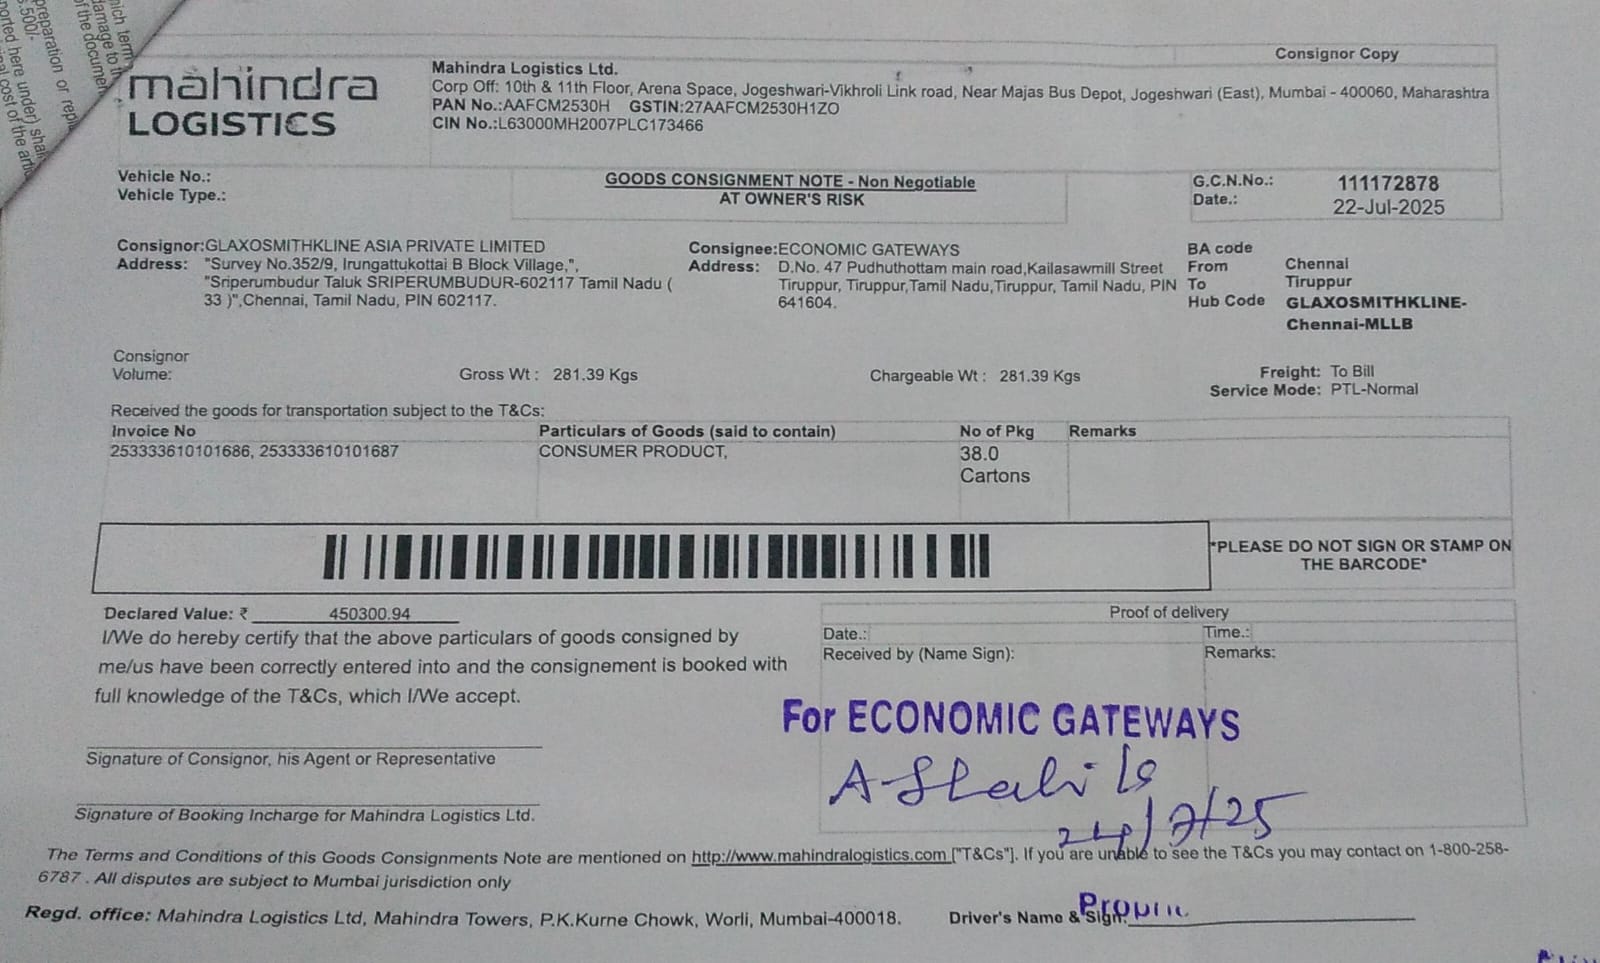 Consignor Copy
mahindra
LOGISTICS
Mahindra Logistics Ltd.
Corp Off: 10th & 11th Floor, Arena Space, Jogeshwari-Vikhroli Link road, Near Majas Bus Depot, Jogeshwari (East), Mumbai - 400060, Maharashtra
PAN No.:AAFCM2530H GSTIN:27AAFCM2530H1ZO
CIN No.:L63000MH2007PLC173466
Vehicle No.:
Vehicle Type.:
GOODS CONSIGNMENT NOTE - Non Negotiable
AT OWNER'S RISK
G.C.N.No.: 111172878
Date.: 22-Jul-2025
Consignor:GLAXOSMITHKLINE ASIA PRIVATE LIMITED
Address: "Survey No.352/9, Irungattukottai B Block Village,",
"Sriperumbudur Taluk SRIPERUMBUDUR-602117 Tamil Nadu (
33 )",Chennai, Tamil Nadu, PIN 602117.
Consignee:ECONOMIC GATEWAYS
Address: D.No. 47 Pudhuthottam main road,Kailasawmill Street
Tiruppur, Tiruppur,Tamil Nadu,Tiruppur, Tamil Nadu, PIN
641604.
BA code
From Chennai
To Tiruppur
Hub Code GLAXOSMITHKLINE-
Chennai-MLLB
Consignor
Volume:
Gross Wt : 281.39 Kgs
Chargeable Wt : 281.39 Kgs
Freight: To Bill
Service Mode: PTL-Normal
Received the goods for transportation subject to the T&Cs:
Invoice No Particulars of Goods (said to contain) No of Pkg Remarks
253333610101686, 253333610101687 CONSUMER PRODUCT, 38.0
Cartons
*PLEASE DO NOT SIGN OR STAMP ON
THE BARCODE*
Declared Value: ₹ 450300.94
I/We do hereby certify that the above particulars of goods consigned by
me/us have been correctly entered into and the consignement is booked with
full knowledge of the T&Cs, which I/We accept.
Proof of delivery
Date.: Time.:
Received by (Name Sign): Remarks:
For ECONOMIC GATEWAYS
24/7/25
Signature of Consignor, his Agent or Representative
Signature of Booking Incharge for Mahindra Logistics Ltd.
The Terms and Conditions of this Goods Consignments Note are mentioned on http://www.mahindralogistics.com ["T&Cs"]. If you are unable to see the T&Cs you may contact on 1-800-258-
6787 . All disputes are subject to Mumbai jurisdiction only
Regd. office: Mahindra Logistics Ltd, Mahindra Towers, P.K.Kurne Chowk, Worli, Mumbai-400018.
Driver's Name & Sign: